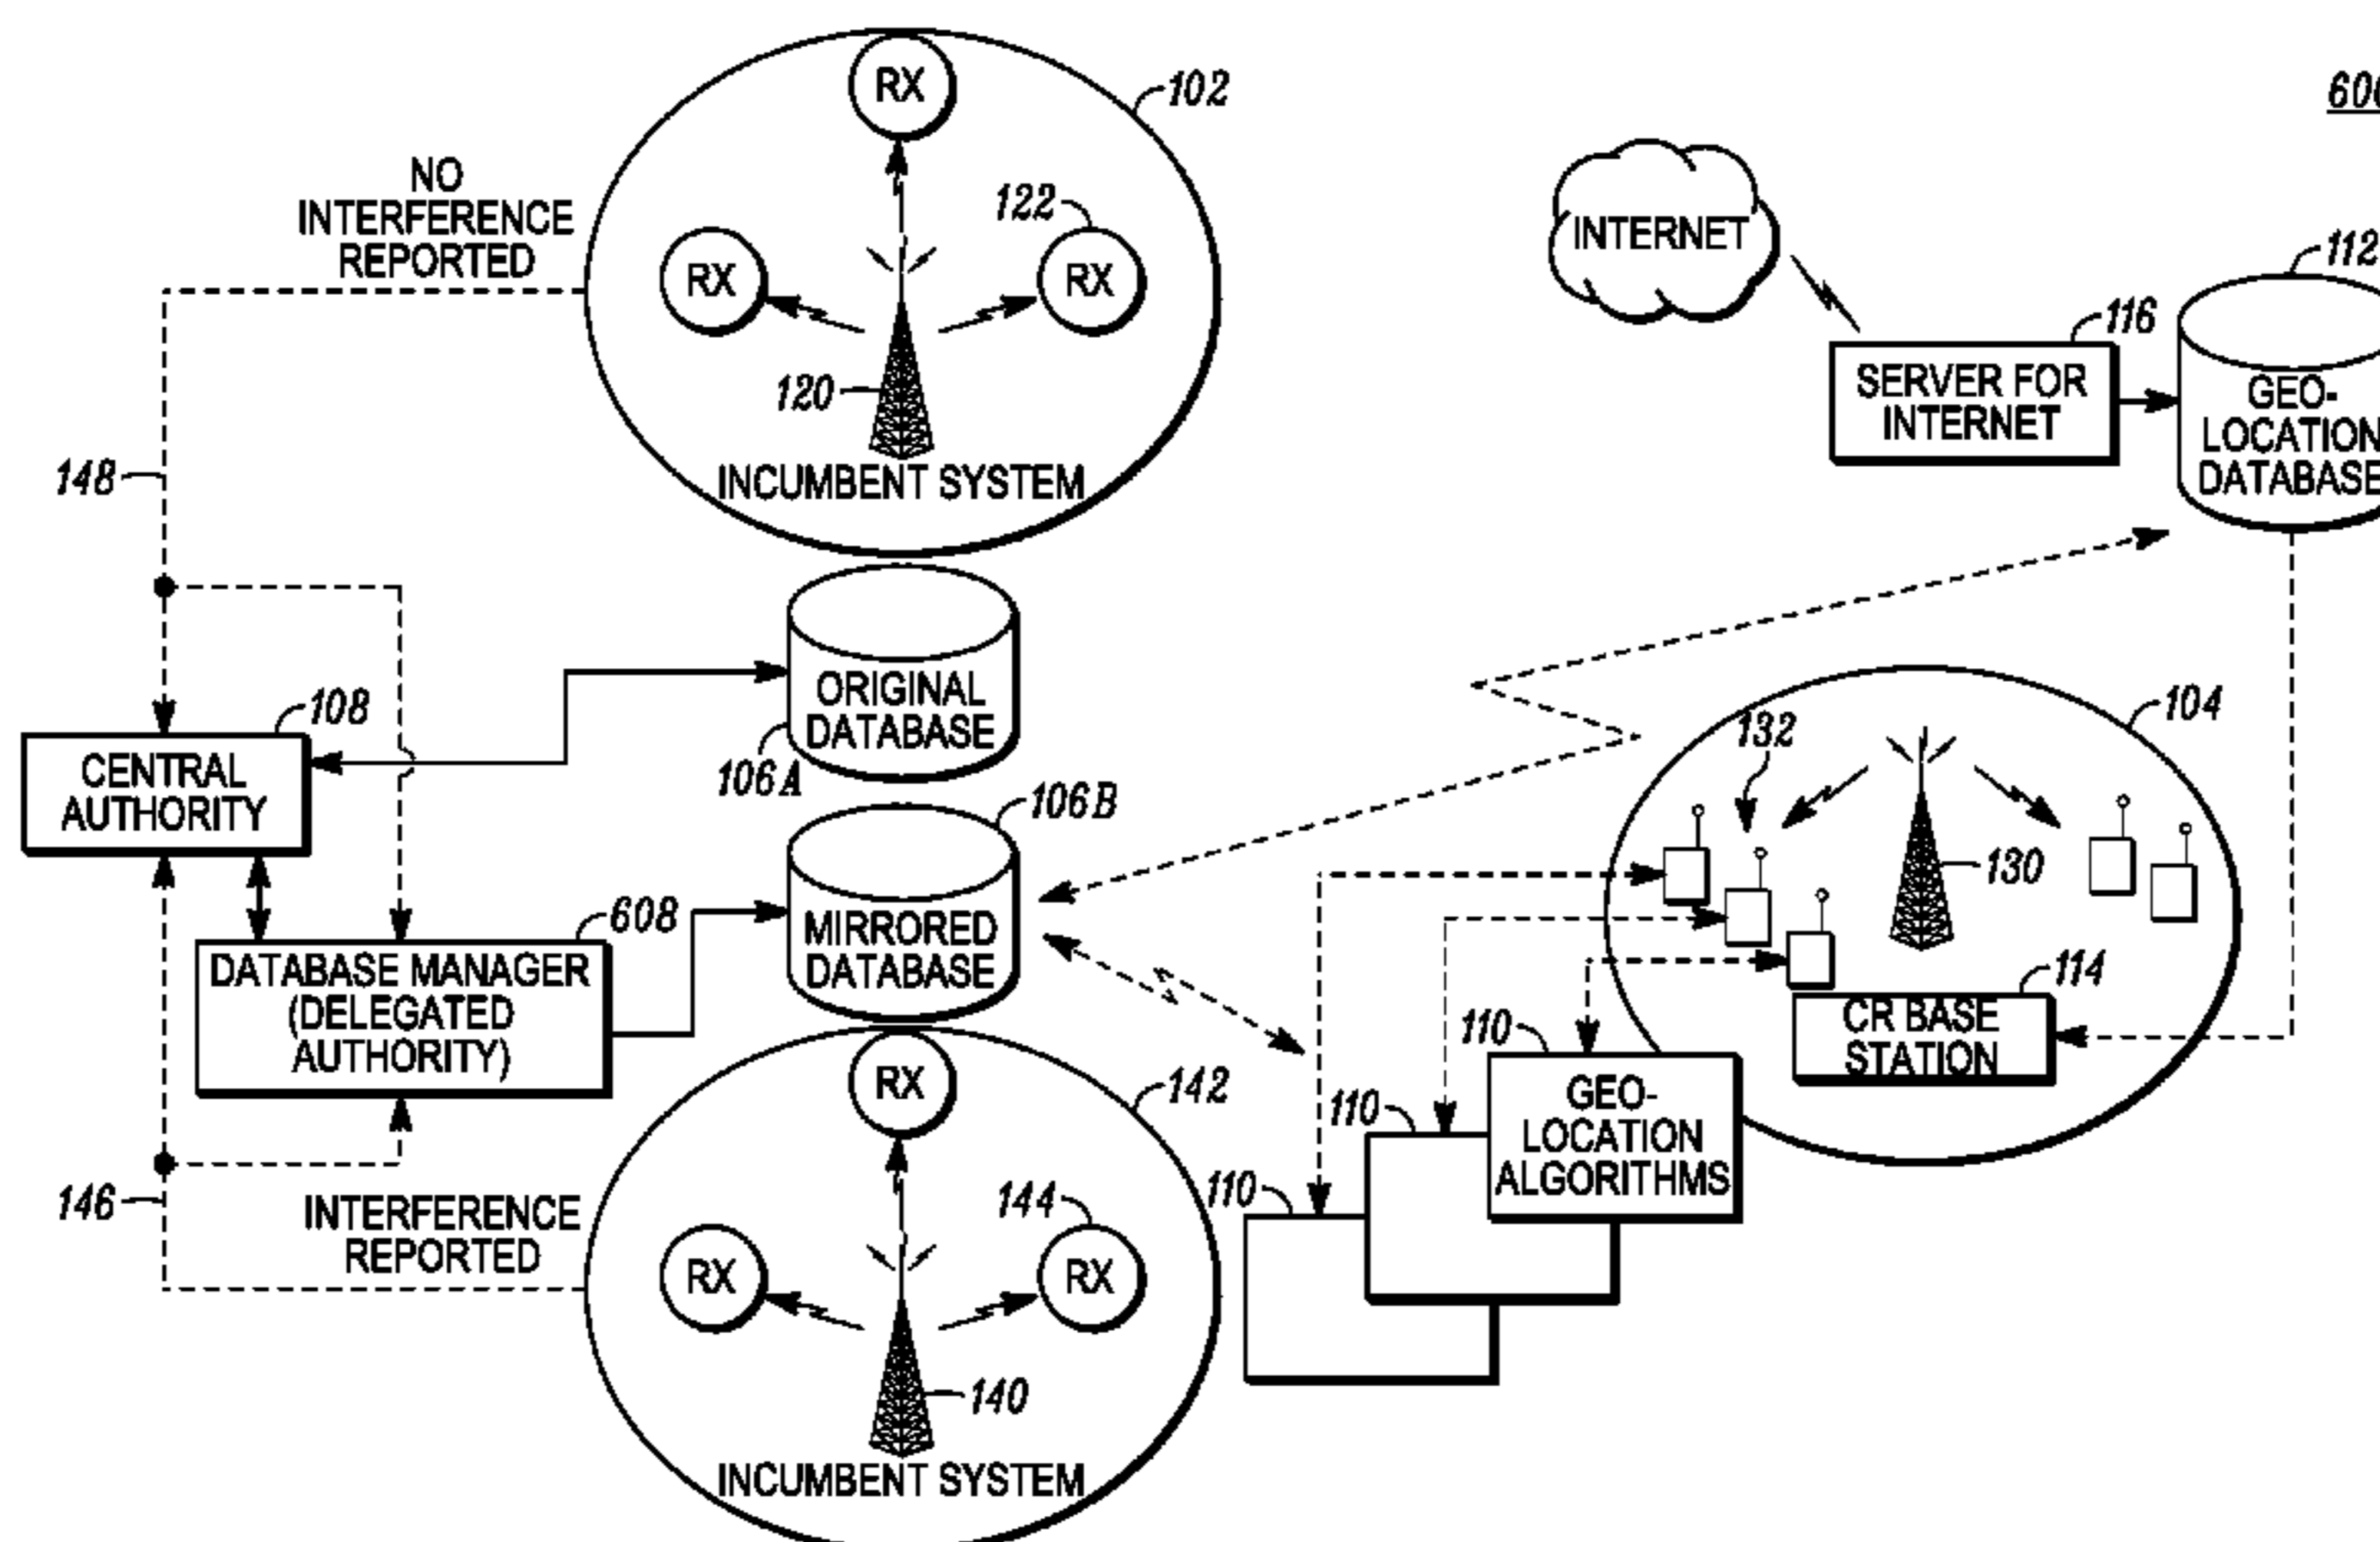 RX
102
600
NO
INTERFERENCE
REPORTED
122
RX
RX
INTERNET
112
116
SERVER FOR
INTERNET
GEO-
LOCATION
DATABASE
120
INCUMBENT SYSTEM
148
ORIGINAL
DATABASE
106A
108
CENTRAL
AUTHORITY
104
132
106B
130
608
DATABASE MANAGER
(DELEGATED
AUTHORITY)
MIRRORED
DATABASE
114
CR BASE
STATION
110
GEO-
LOCATION
ALGORITHMS
110
110
RX
142
146
INTERFERENCE
REPORTED
144
RX
RX
140
INCUMBENT SYSTEM